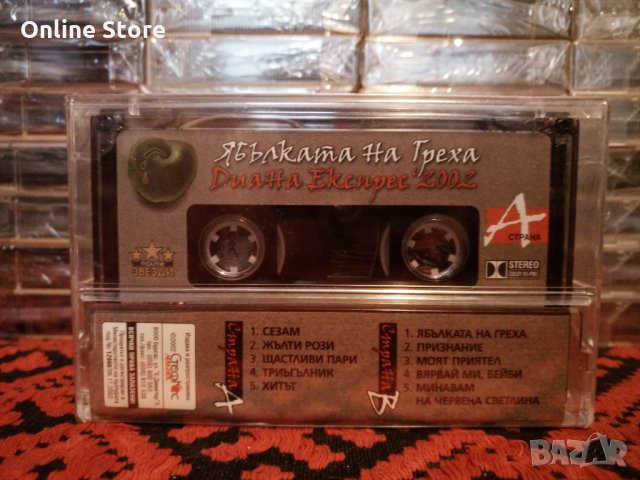 Online Store
Ябълката на Греха
Диана Експрес'2002
А
СТРАНА
ЗВЕЗДИ
STEREO
Страна А
1. СЕЗАМ
2. ЖЪЛТИ РОЗИ
3. ЩАСТЛИВИ ПАРИ
4. ТРИЪГЪЛНИК
5. ХИТЪТ
Страна В
1. ЯБЪЛКАТА НА ГРЕХА
2. ПРИЗНАНИЕ
3. МОЯТ ПРИЯТЕЛ
4. ВЯРВАЙ МИ, БЕЙБИ
5. МИНАВАМ
НА ЧЕРВЕНА СВЕТЛИНА
BAZAR